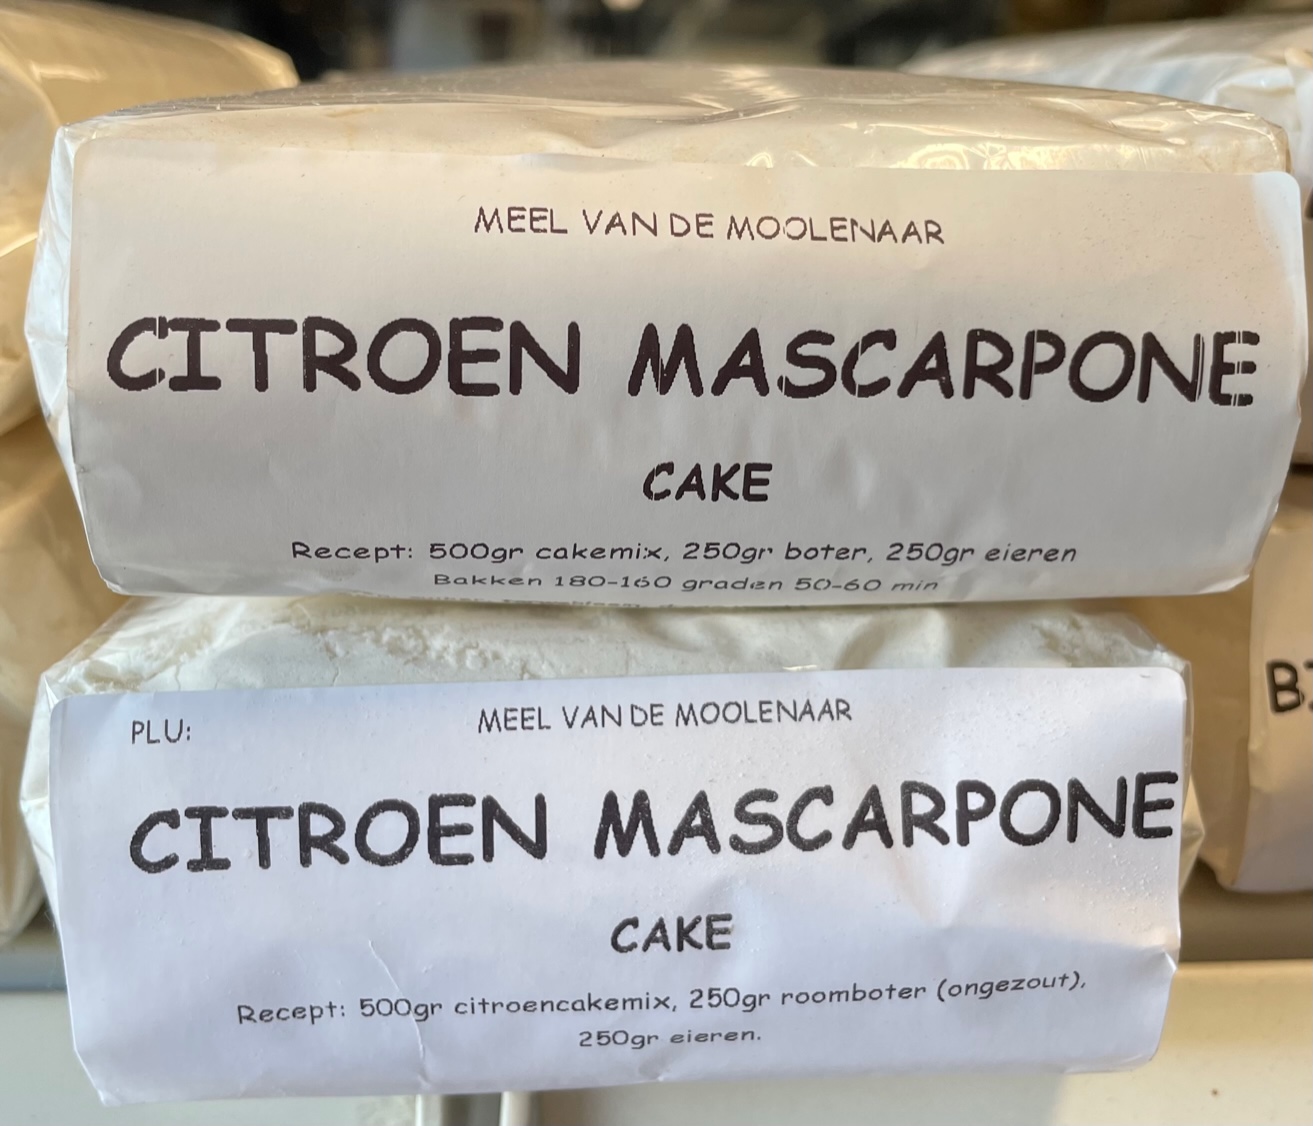 MEEL VAN DE MOOLENAAR
CITROEN MASCARPONE
CAKE
Recept: 500gr cakemix, 250gr boter, 250gr eieren
Bakken 180-160 graden 50-60 min
PLU:
MEEL VAN DE MOOLENAAR
CITROEN MASCARPONE
CAKE
Recept: 500gr citroencakemix, 250gr roomboter (ongezout),
250gr eieren.